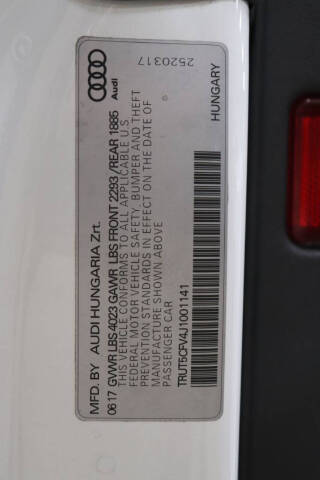 Audi
2520317
HUNGARY
MFD. BY AUDI HUNGARIA Zrt.
06 17 GVWR LBS 4023 GAWR LBS FRONT 2293 / REAR 1885
THIS VEHICLE CONFORMS TO ALL APPLICABLE U.S
FEDERAL MOTOR VEHICLE SAFETY, BUMPER AND THEFT
PREVENTION STANDARDS IN EFFECT ON THE DATE OF
MANUFACTURE SHOWN ABOVE
PASSENGER CAR
TRUT5CFV4J1001141